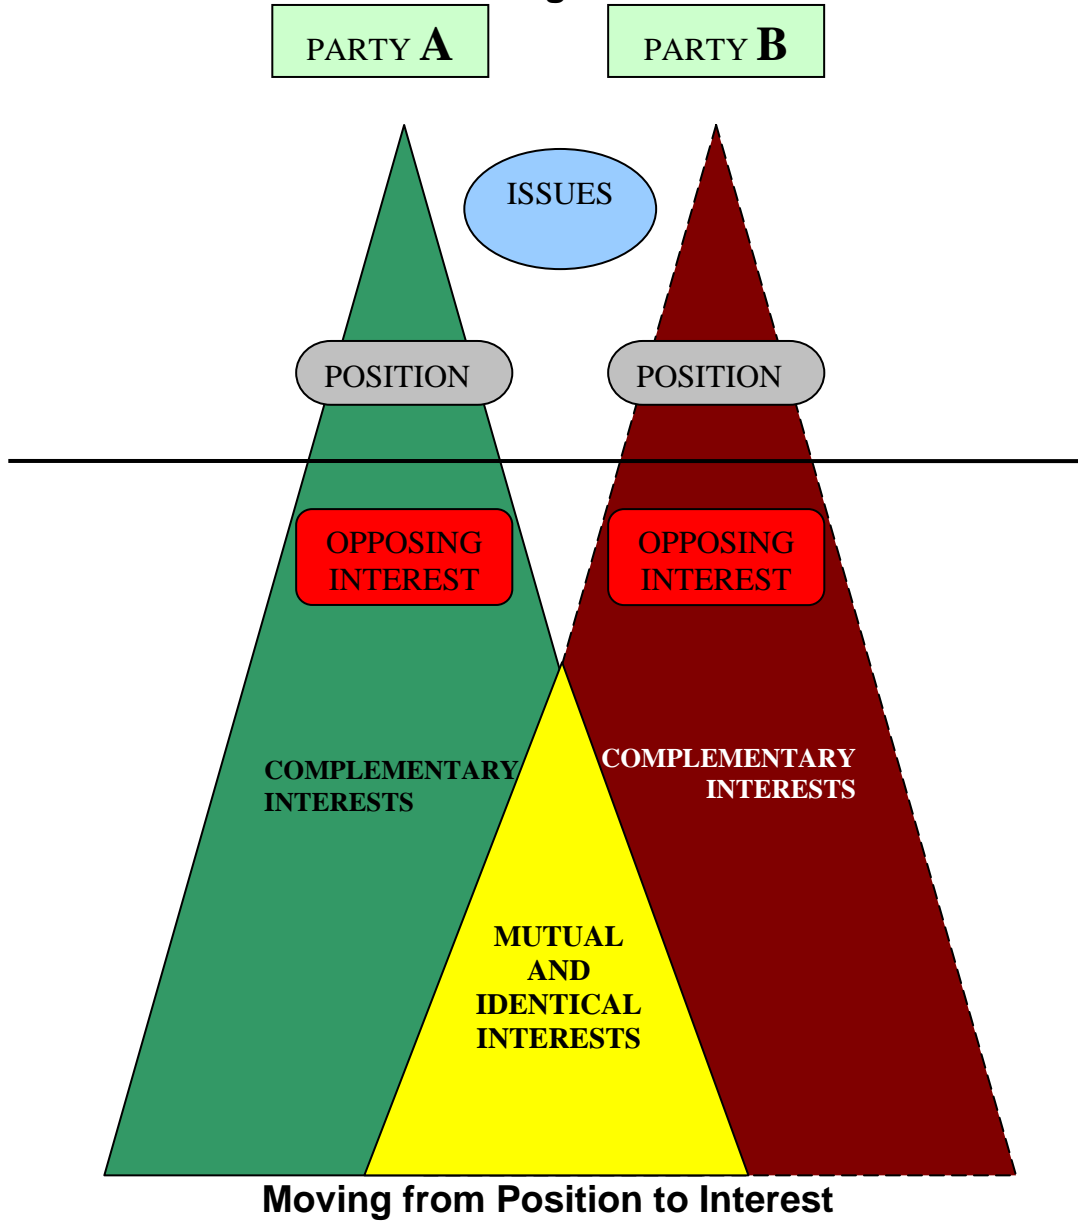 PARTY A
PARTY B
ISSUES
POSITION
POSITION
OPPOSING
INTEREST
OPPOSING
INTEREST
COMPLEMENTARY
INTERESTS
COMPLEMENTARY
INTERESTS
MUTUAL
AND
IDENTICAL
INTERESTS
Moving from Position to Interest